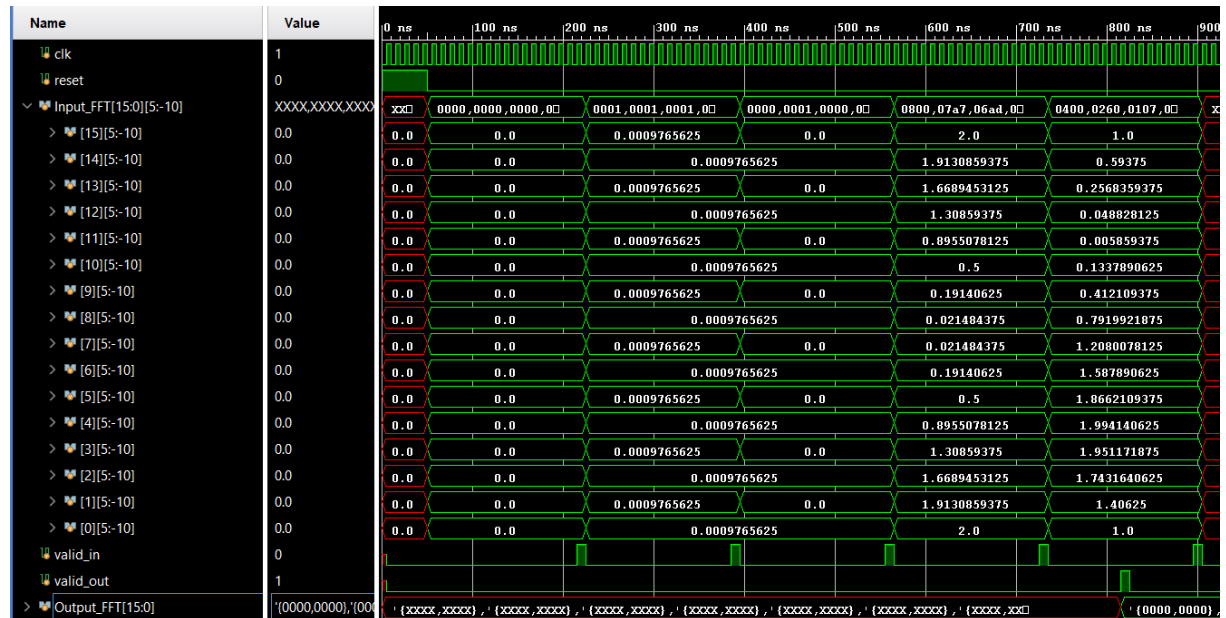 Name Value 0 ns 100 ns 200 ns 300 ns 400 ns 500 ns 600 ns 700 ns 800 ns 900
clk 1
reset 0
Input_FFT[15:0][5:-10] XXXX,XXXX,XXXX XX 0000,0000,0000,0 0001,0001,0001,0 0000,0001,0000,0 0800,07a7,06ad,0 0400,0260,0107,0 X
[15][5:-10] 0.0 0.0 0.0 0.0009765625 0.0 2.0 1.0
[14][5:-10] 0.0 0.0 0.0 0.0009765625 1.9130859375 0.59375
[13][5:-10] 0.0 0.0 0.0 0.0009765625 0.0 1.6689453125 0.2568359375
[12][5:-10] 0.0 0.0 0.0 0.0009765625 1.30859375 0.048828125
[11][5:-10] 0.0 0.0 0.0 0.0009765625 0.0 0.8955078125 0.005859375
[10][5:-10] 0.0 0.0 0.0 0.0009765625 0.5 0.1337890625
[9][5:-10] 0.0 0.0 0.0 0.0009765625 0.0 0.19140625 0.412109375
[8][5:-10] 0.0 0.0 0.0 0.0009765625 0.021484375 0.7919921875
[7][5:-10] 0.0 0.0 0.0 0.0009765625 0.0 0.021484375 1.2080078125
[6][5:-10] 0.0 0.0 0.0 0.0009765625 0.19140625 1.587890625
[5][5:-10] 0.0 0.0 0.0 0.0009765625 0.0 0.5 1.8662109375
[4][5:-10] 0.0 0.0 0.0 0.0009765625 0.8955078125 1.994140625
[3][5:-10] 0.0 0.0 0.0 0.0009765625 0.0 1.30859375 1.951171875
[2][5:-10] 0.0 0.0 0.0 0.0009765625 1.6689453125 1.7431640625
[1][5:-10] 0.0 0.0 0.0 0.0009765625 0.0 1.9130859375 1.40625
[0][5:-10] 0.0 0.0 0.0 0.0009765625 2.0 1.0
valid_in 0
valid_out 1
Output_FFT[15:0] '{0000,0000},'{000 '{XXXX,XXXX},'{XXXX,XXXX},'{XXXX,XXXX},'{XXXX,XXXX},'{XXXX,XXXX},'{XXXX,XXXX},'{XXXX,XX '{0000,0000},